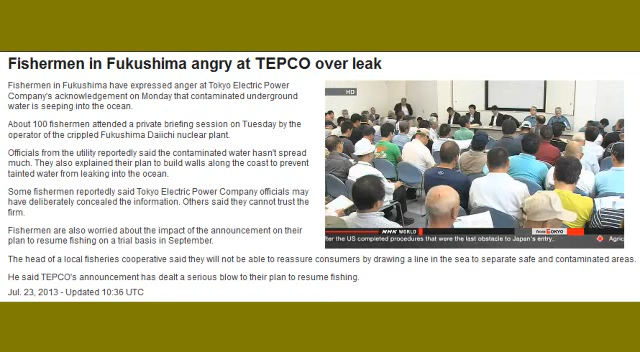 Fishermen in Fukushima angry at TEPCO over leak
Fishermen in Fukushima have expressed anger at Tokyo Electric Power
Company's acknowledgement on Monday that contaminated underground
water is seeping into the ocean.
About 100 fishermen attended a private briefing session on Tuesday by the
operator of the crippled Fukushima Daiichi nuclear plant.
Officials from the utility reportedly said the contaminated water hasn't spread
much. They also explained their plan to build walls along the coast to prevent
tainted water from leaking into the ocean.
Some fishermen reportedly said Tokyo Electric Power Company officials may
have deliberately concealed the information. Others said they cannot trust the
firm.
Fishermen are also worried about the impact of the announcement on their
plan to resume fishing on a trial basis in September.
HD
NHK WORLD
from TOKYO
fter the US completed procedures that were the last obstacle to Japan's entry.
Agric
The head of a local fisheries cooperative said they will not be able to reassure consumers by drawing a line in the sea to separate safe and contaminated areas.
He said TEPCO's announcement has dealt a serious blow to their plan to resume fishing.
Jul. 23, 2013 - Updated 10:36 UTC